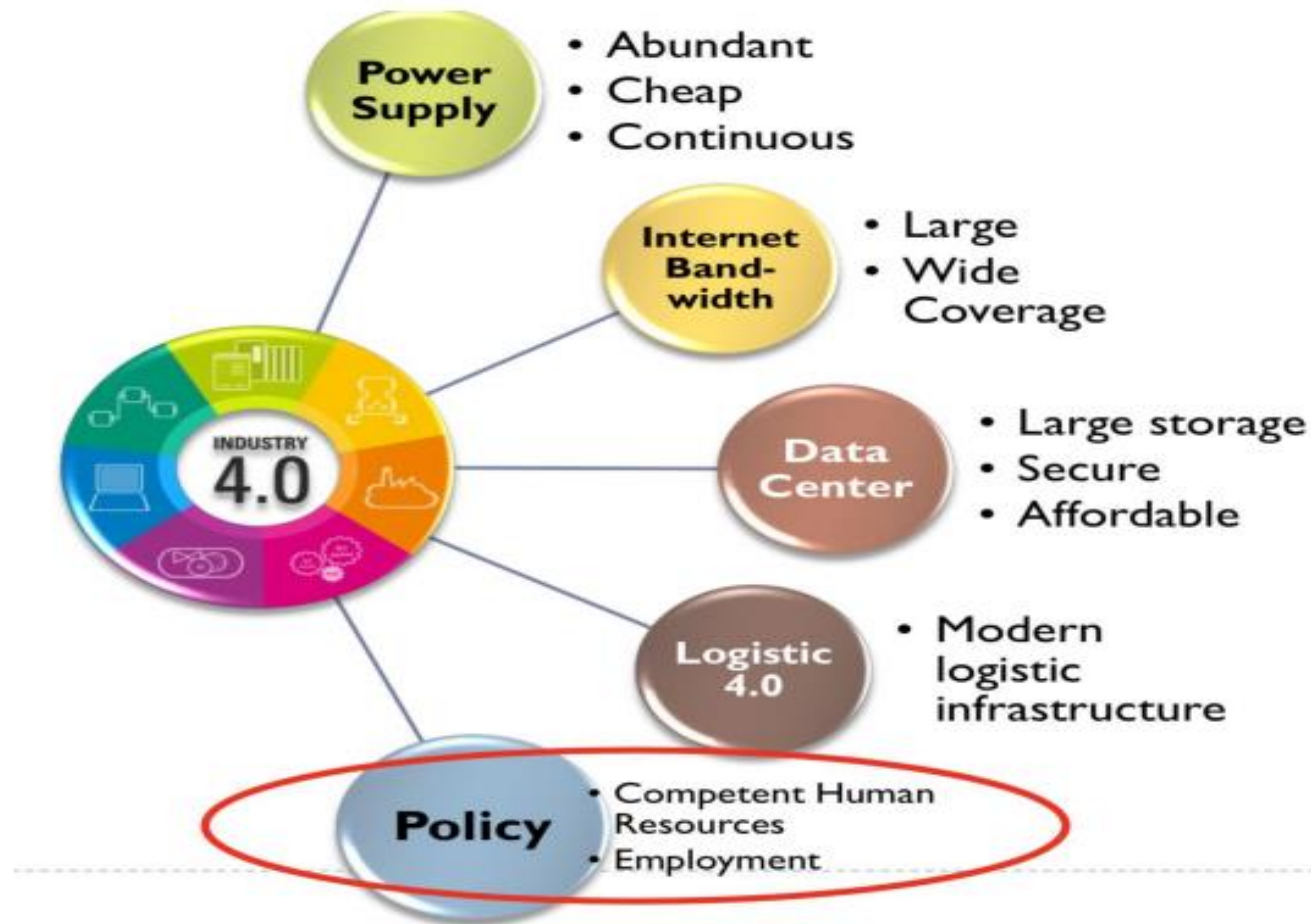 Power
Supply
• Abundant
• Cheap
• Continuous
Internet
Band-
width
• Large
• Wide
Coverage
INDUSTRY
4.0
Data
Center
• Large storage
• Secure
• Affordable
Logistic
4.0
• Modern
logistic
infrastructure
Policy
• Competent Human
Resources
• Employment